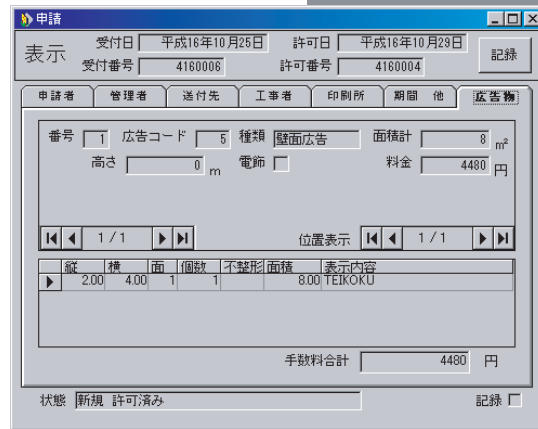 申請
表示 受付日 平成16年10月25日 許可日 平成16年10月29日 記録
受付番号 4160006 許可番号 4160004
申請者 管理者 送付先 工事者 印刷所 期間 他 広告物
番号 1 広告コード 5 種類 壁面広告 面積計 8 m²
高さ 0 m 電飾 料金 4480 円
1/1 位置表示 1/1
縦 横 面 個数 不整形 面積 表示内容
2.00 4.00 1 1 8.00 TEIKOKU
手数料合計 4480 円
状態 新規 許可済み 記録